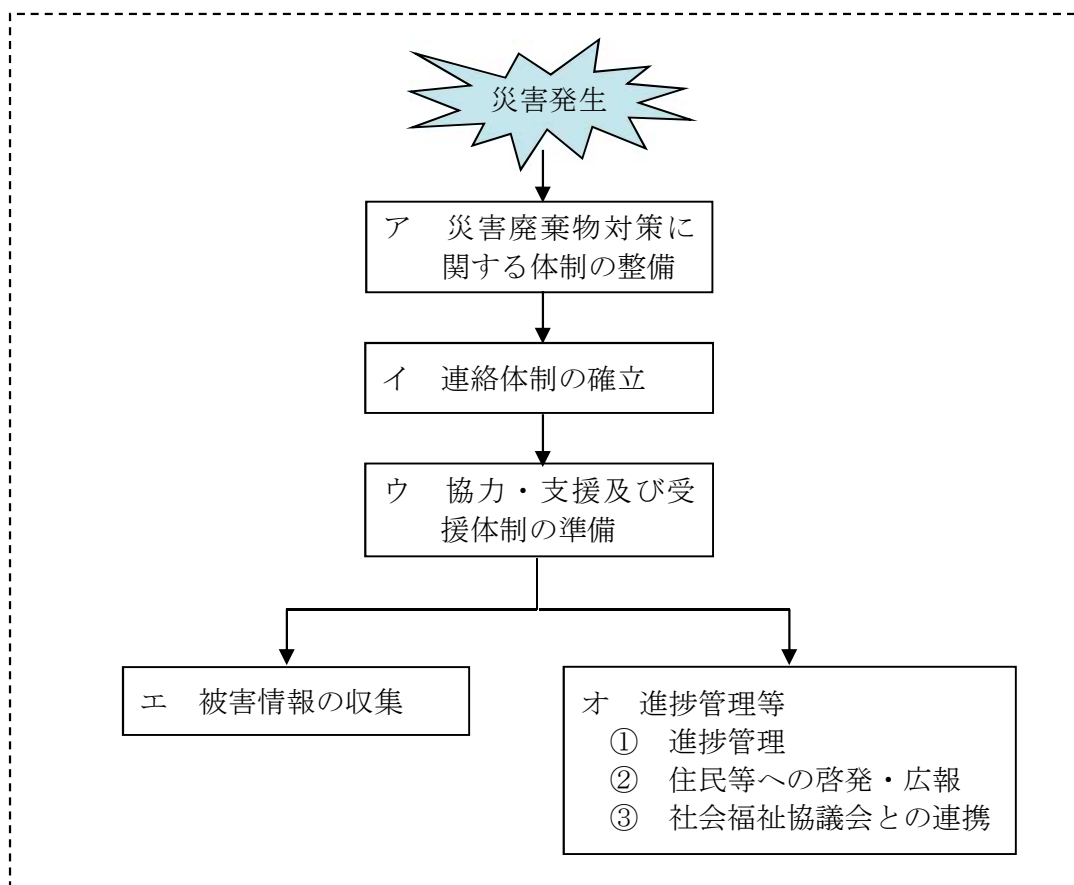 災害発生
ア　災害廃棄物対策に
関する体制の整備
イ　連絡体制の確立
ウ　協力・支援及び受
援体制の準備
エ　被害情報の収集
オ　進捗管理等
①　進捗管理
②　住民等への啓発・広報
③　社会福祉協議会との連携